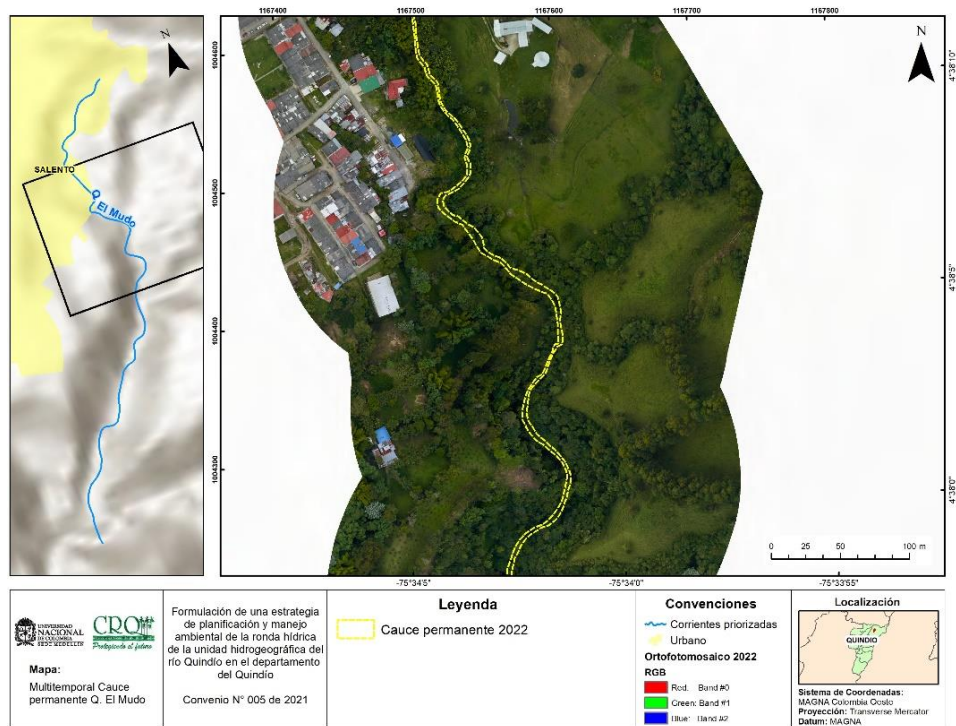 1167400 1167500 1167600 1167700 1167800
N
N
1004600
4°38'10"
SALENTO
1004500
Q. El Mudo
4°38'5"
1004400
1004300
4°38'0"
0 25 50 100 m
-75°34'5" -75°34'0" -75°33'55"
UNIVERSIDAD
NACIONAL
DE COLOMBIA
SEDE MEDELLÍN
CRQ
Protegiendo el futuro
Mapa:
Multitemporal Cauce
permanente Q. El Mudo
Formulación de una estrategia
de planificación y manejo
ambiental de la ronda hídrica
de la unidad hidrogeográfica del
río Quindío en el departamento
del Quindío
Convenio N° 005 de 2021
Leyenda
Cauce permanente 2022
Convenciones
Corrientes priorizadas
Urbano
Ortofotomosaico 2022
RGB
Red: Band #0
Green: Band #1
Blue: Band #2
Localización
QUINDIO
Sistema de Coordenadas:
MAGNA Colombia Oeste
Proyección: Transverse Mercator
Datum: MAGNA